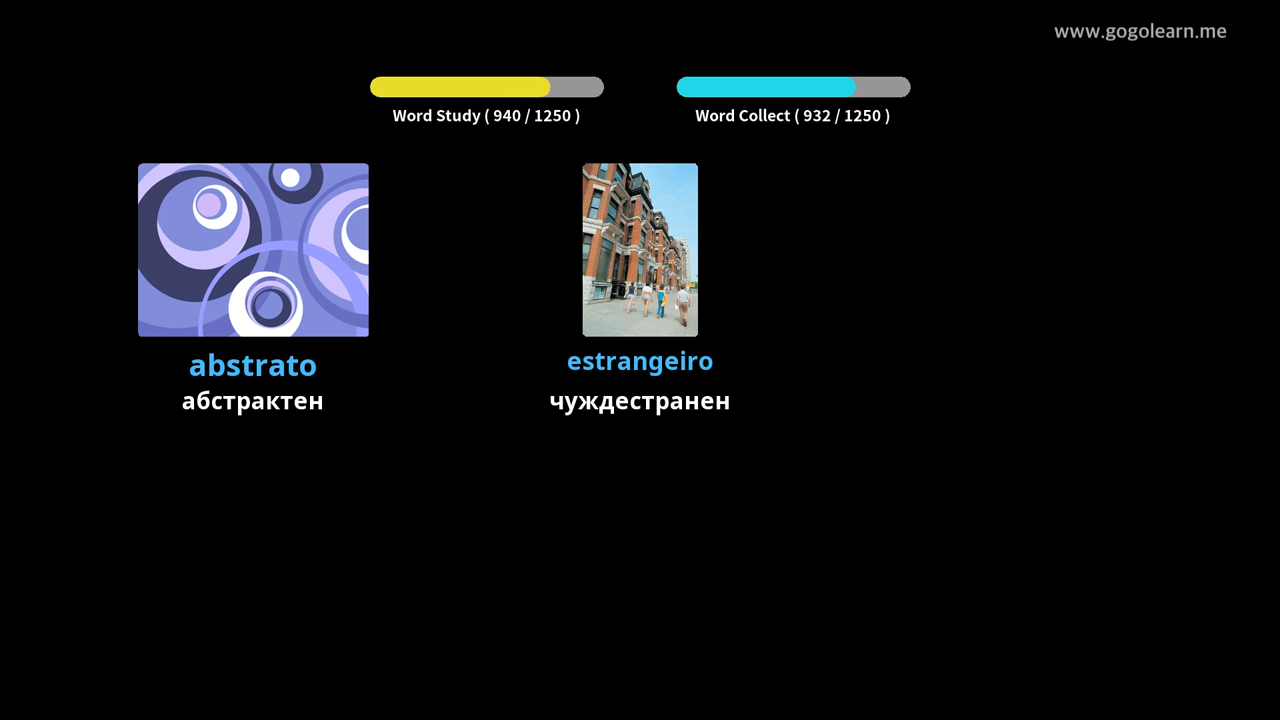 www.gogolearn.me
Word Study ( 940 / 1250 )
Word Collect ( 932 / 1250 )
abstrato
абстрактен
estrangeiro
чуждестранен